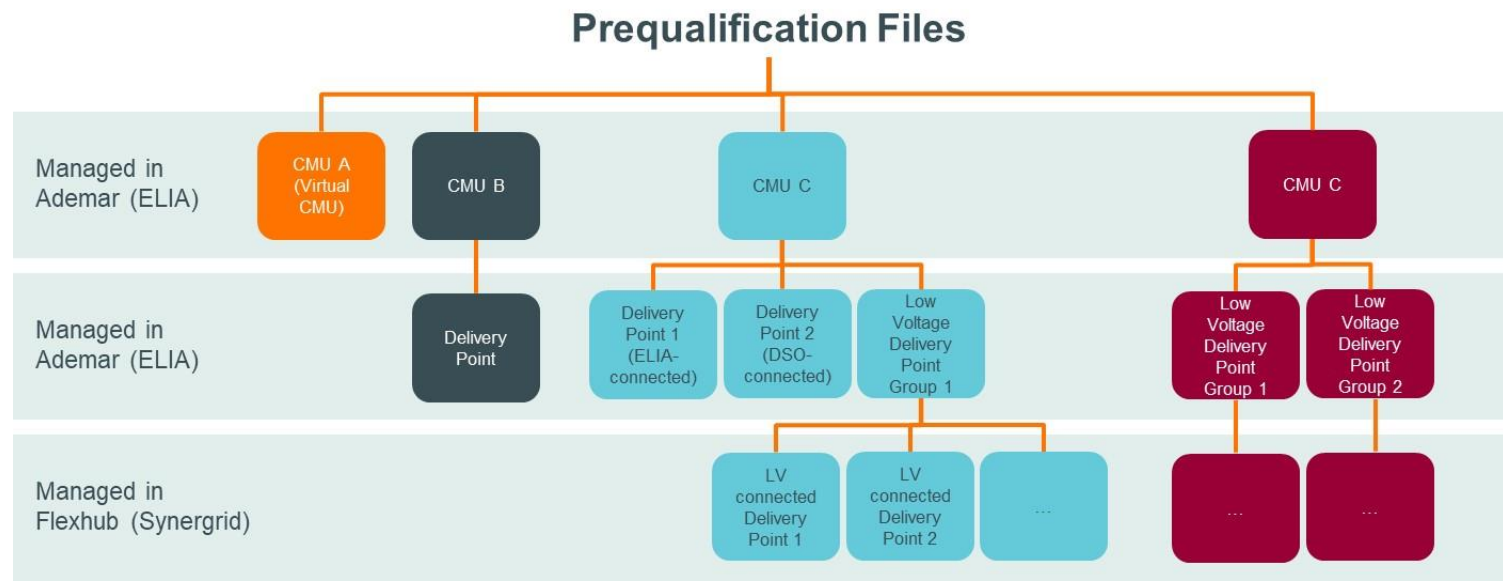 Prequalification Files
Managed in
Ademar (ELIA)
CMU A
(Virtual
CMU)
CMU B
CMU C
CMU C
Managed in
Ademar (ELIA)
Delivery
Point
Delivery
Point 1
(ELIA-
connected)
Delivery
Point 2
(DSO-
connected)
Low
Voltage
Delivery
Point
Group 1
Low
Voltage
Delivery
Point
Group 1
Low
Voltage
Delivery
Point
Group 2
Managed in
Flexhub (Synergrid)
LV
connected
Delivery
Point 1
LV
connected
Delivery
Point 2
...
...
...